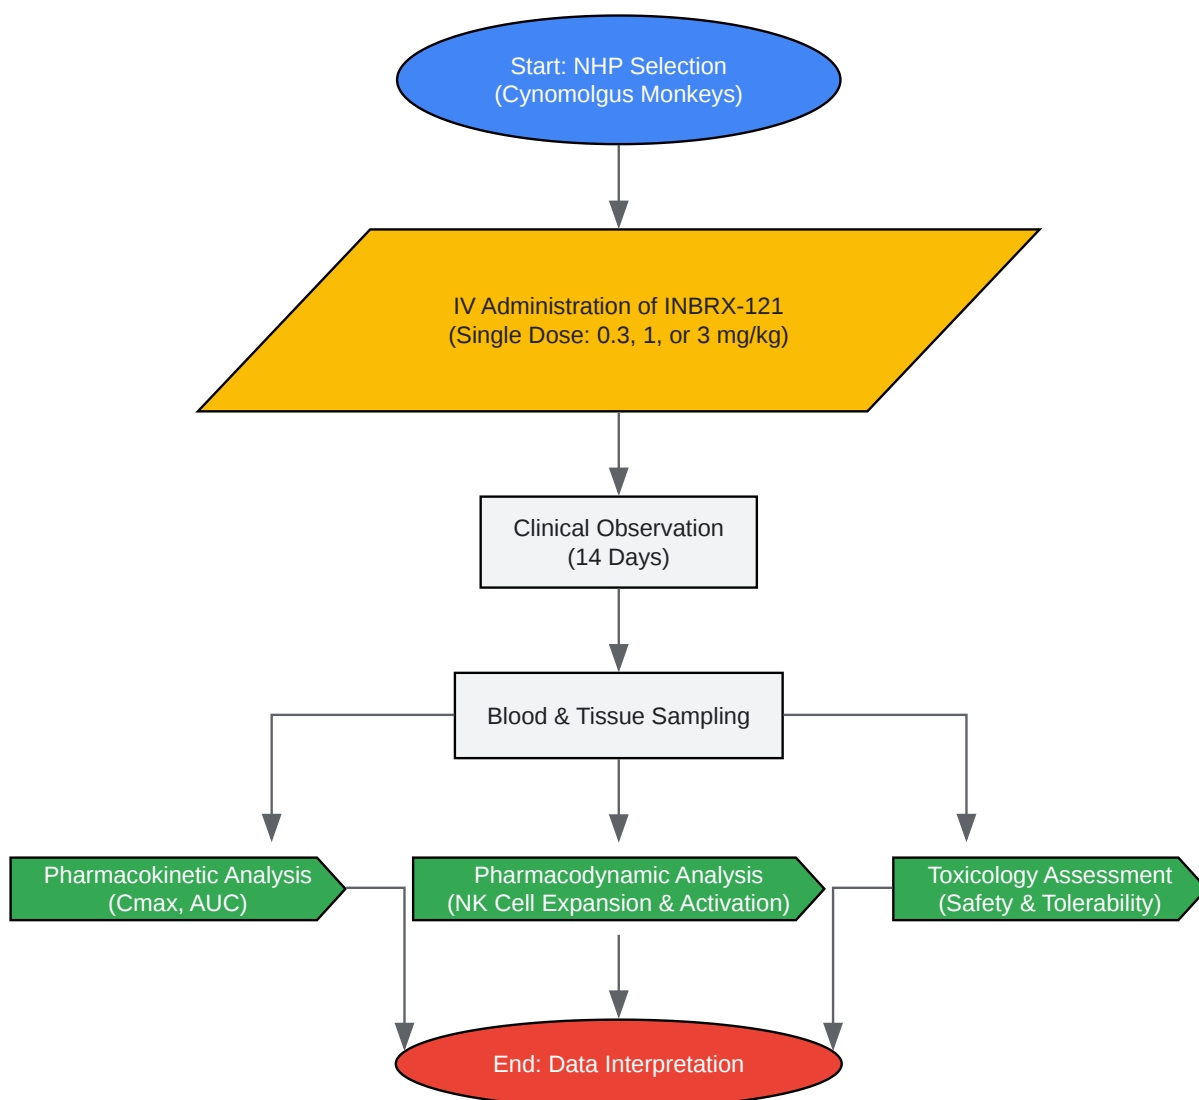 Start: NHP Selection
(Cynomolgus Monkeys)
IV Administration of INBRX-121
(Single Dose: 0.3, 1, or 3 mg/kg)
Clinical Observation
(14 Days)
Blood & Tissue Sampling
Pharmacokinetic Analysis
(Cmax, AUC)
Pharmacodynamic Analysis
(NK Cell Expansion & Activation)
Toxicology Assessment
(Safety & Tolerability)
End: Data Interpretation